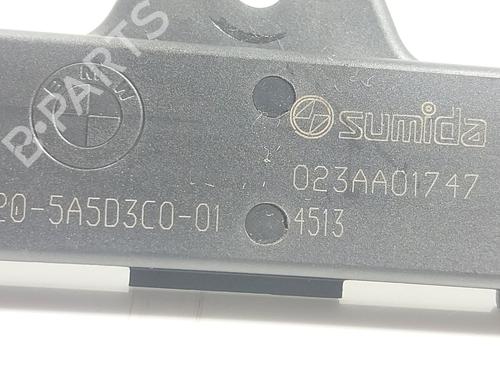 BMW
sumida
023AA01747
20-5A5D3C0-01
4513
B-PARTS